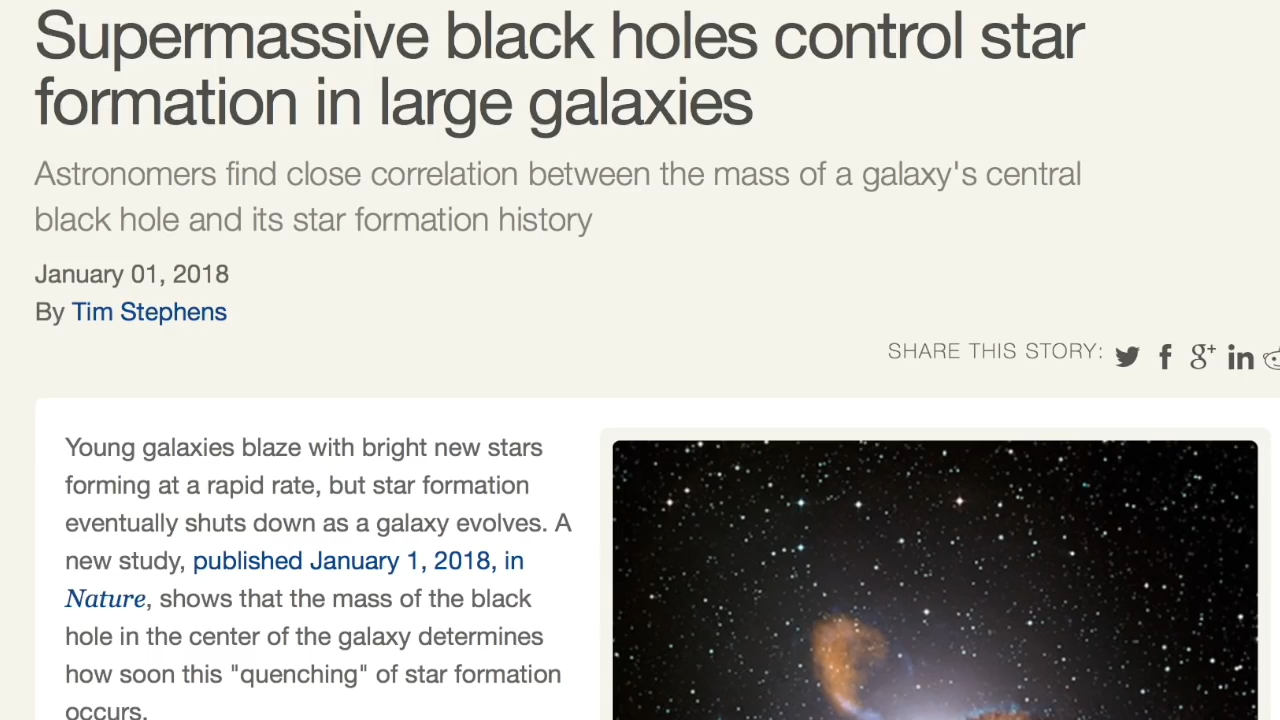 Supermassive black holes control star
formation in large galaxies
Astronomers find close correlation between the mass of a galaxy's central
black hole and its star formation history
January 01, 2018
By Tim Stephens
SHARE THIS STORY:
Young galaxies blaze with bright new stars
forming at a rapid rate, but star formation
eventually shuts down as a galaxy evolves. A
new study, published January 1, 2018, in
Nature, shows that the mass of the black
hole in the center of the galaxy determines
how soon this "quenching" of star formation
occurs.